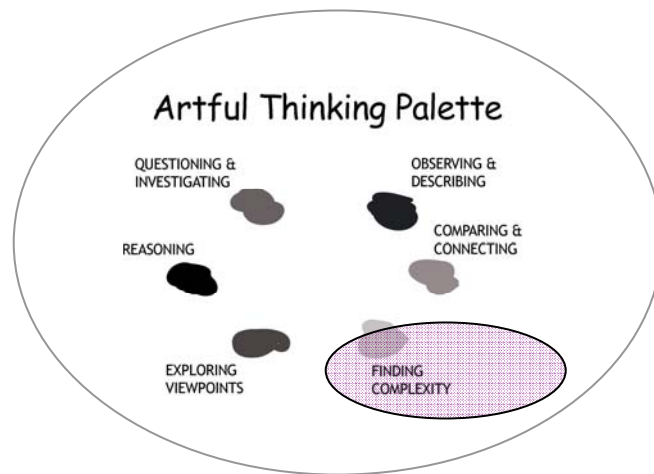 Artful Thinking Palette
QUESTIONING &
INVESTIGATING
OBSERVING &
DESCRIBING
REASONING
COMPARING &
CONNECTING
EXPLORING
VIEWPOINTS
FINDING
COMPLEXITY